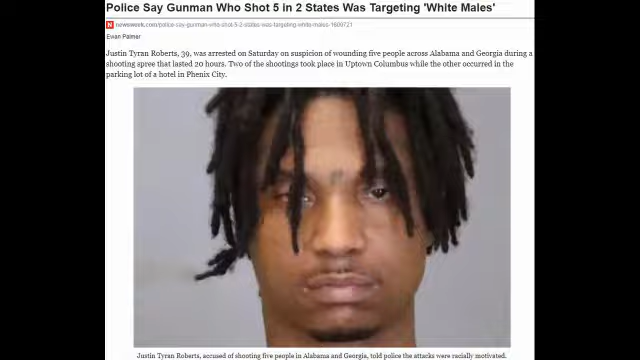 Police Say Gunman Who Shot 5 in 2 States Was Targeting 'White Males'
N newsweek.com/police-say-gunman-who-shot-5-2-states-was-targeting-white-males-1609721
Ewan Palmer
Justin Tyran Roberts, 39, was arrested on Saturday on suspicion of wounding five people across Alabama and Georgia during a
shooting spree that lasted 20 hours. Two of the shootings took place in Uptown Columbus while the other occurred in the
parking lot of a hotel in Phenix City.
Justin Tyran Roberts, accused of shooting five people in Alabama and Georgia, told police the attacks were racially motivated.